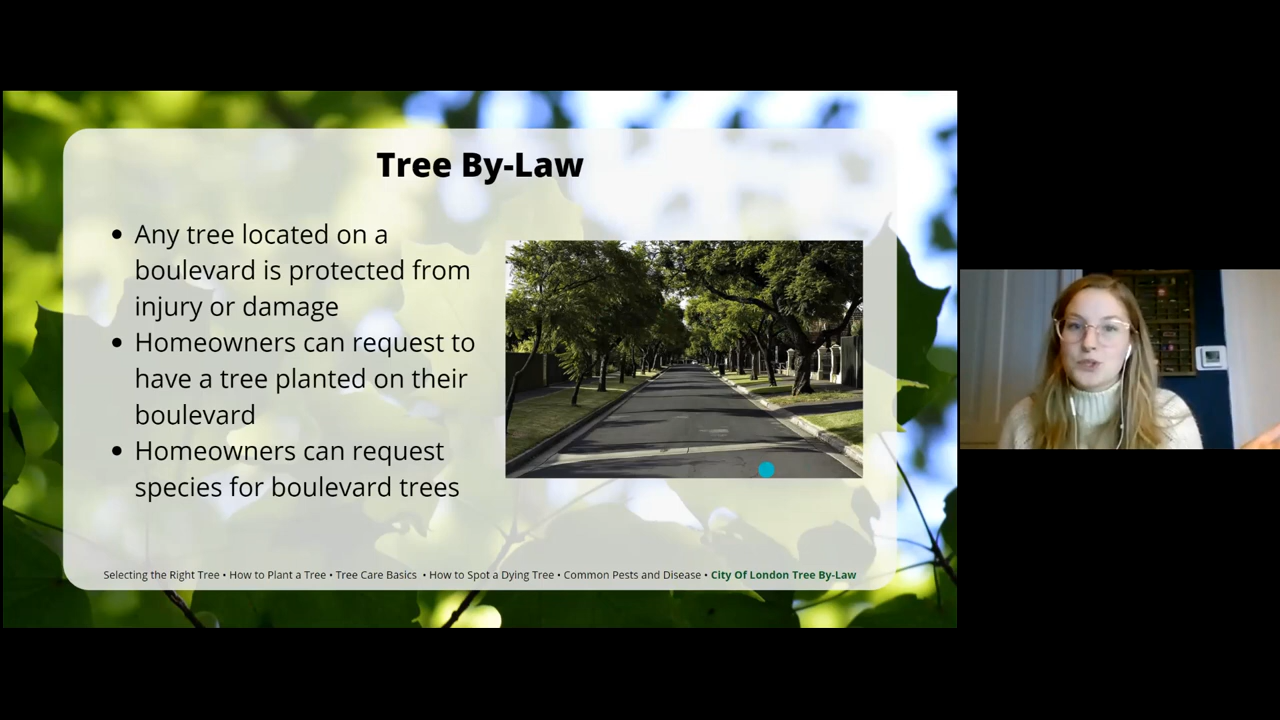 Tree By-Law
• Any tree located on a
boulevard is protected from
injury or damage
• Homeowners can request to
have a tree planted on their
boulevard
• Homeowners can request
species for boulevard trees
Selecting the Right Tree • How to Plant a Tree • Tree Care Basics • How to Spot a Dying Tree • Common Pests and Disease • City Of London Tree By-Law